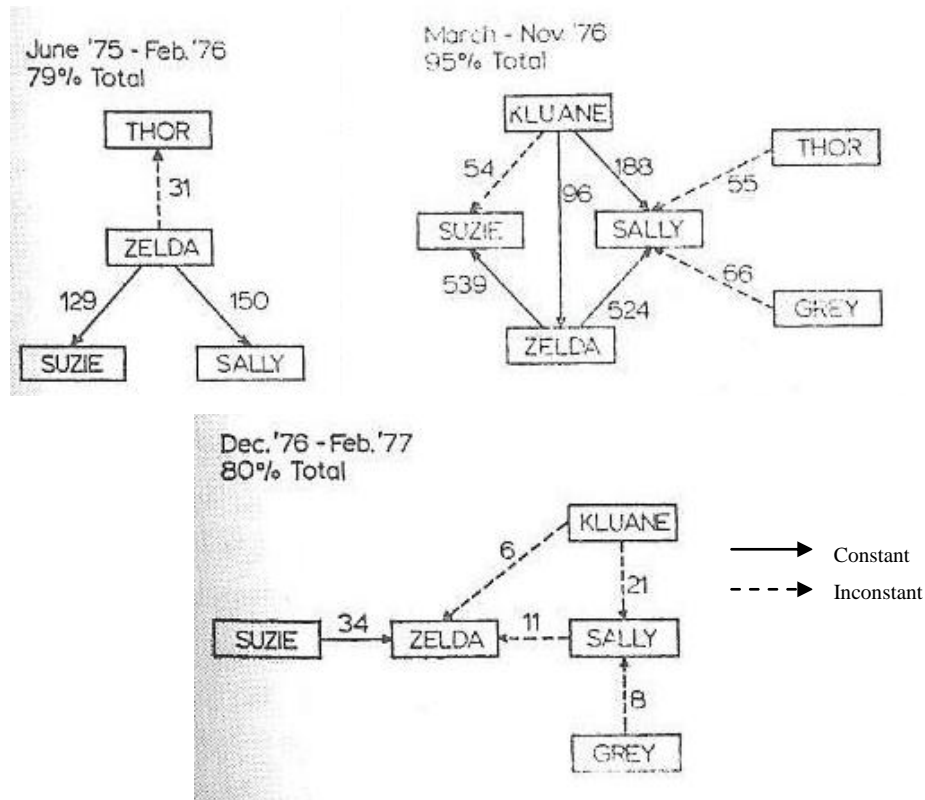 June '75 - Feb. '76
79% Total
THOR
31
ZELDA
129
150
SUZIE
SALLY
March - Nov. '76
95% Total
KLUANE
THOR
54
188
96
55
SUZIE
SALLY
539
524
66
GREY
ZELDA
Dec. '76 - Feb. '77
80% Total
KLUANE
6
21
Constant
Inconstant
SUZIE
34
ZELDA
11
SALLY
8
GREY